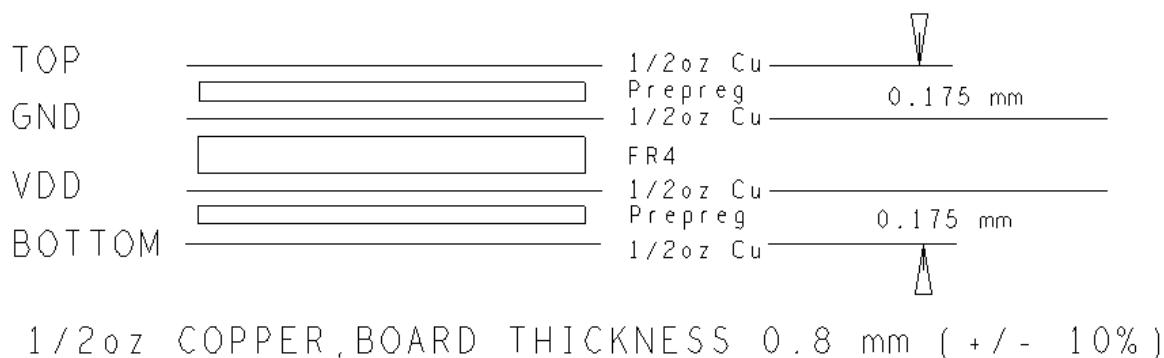 TOP 1/2oz Cu
Prepreg 0.175 mm
GND 1/2oz Cu
FR4
VDD 1/2oz Cu
Prepreg 0.175 mm
BOTTOM 1/2oz Cu
1/2oz COPPER,BOARD THICKNESS 0.8 mm (+/- 10%)